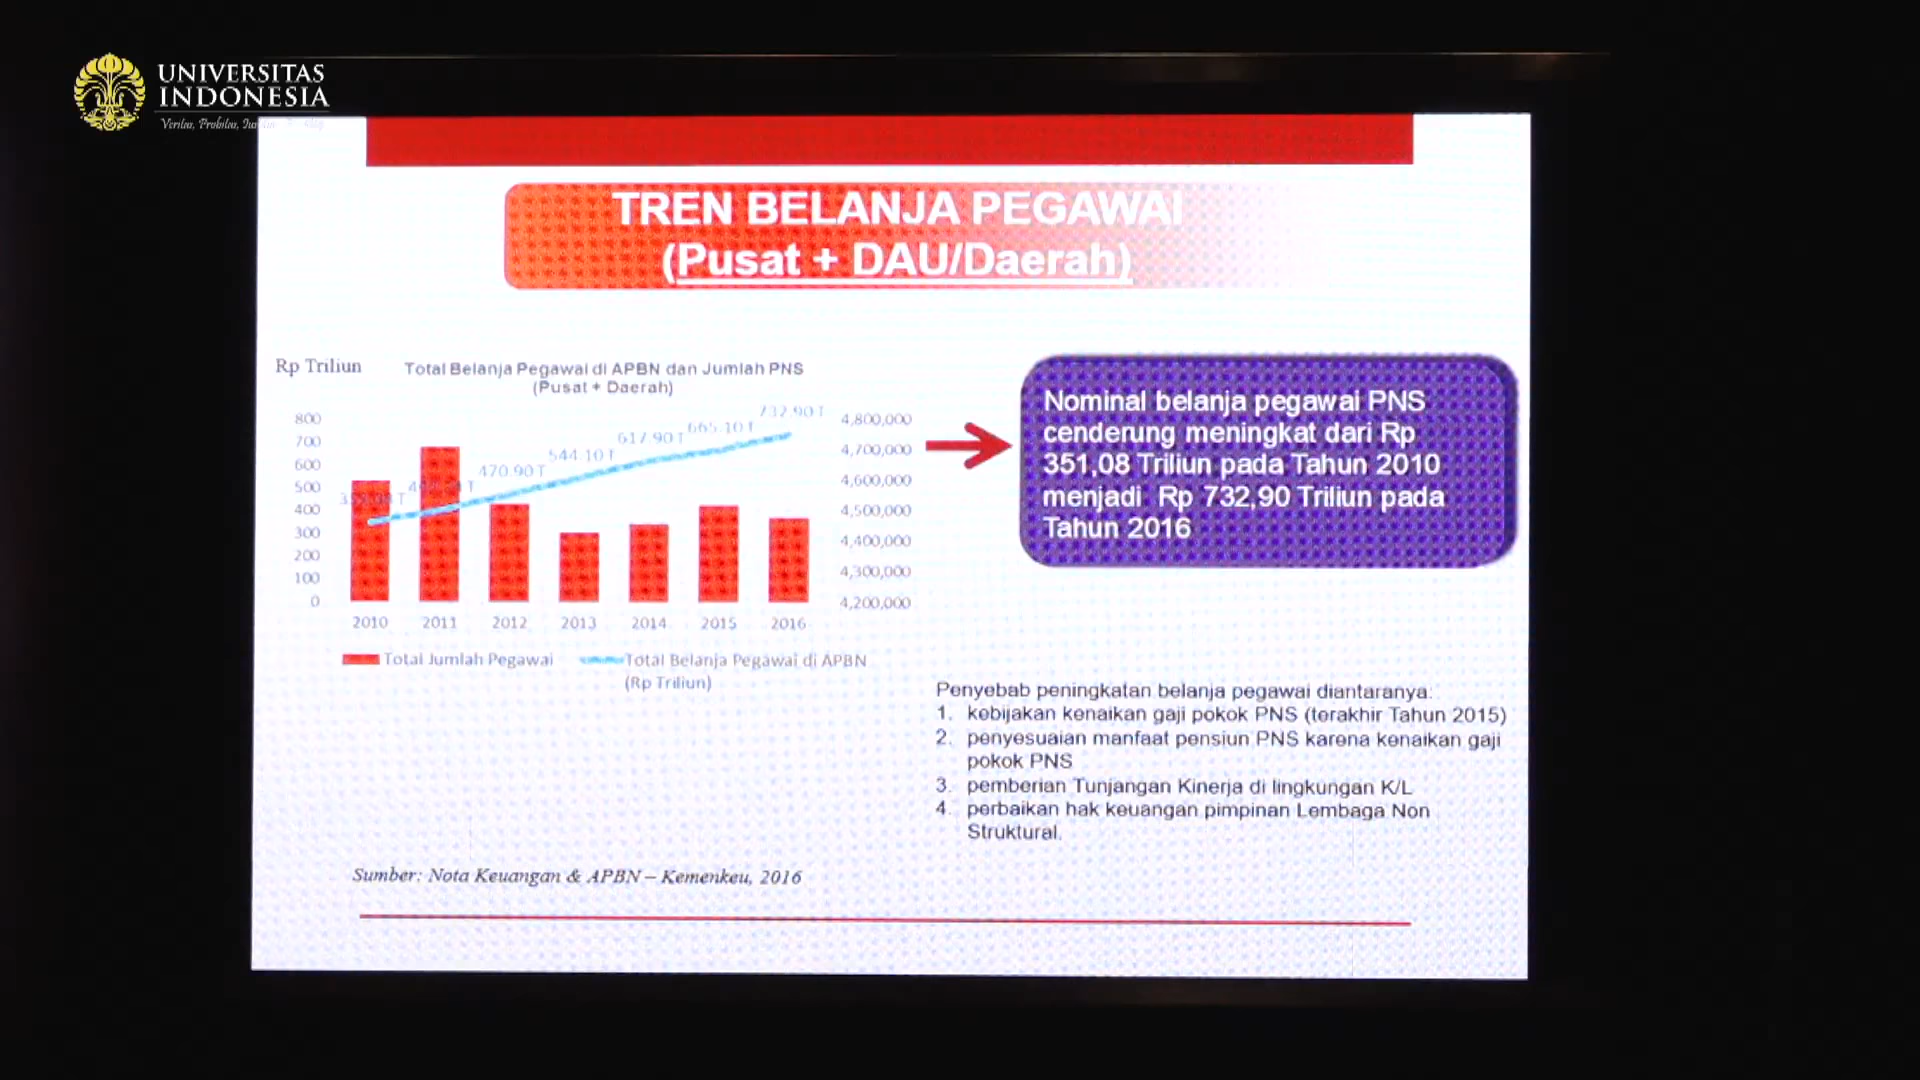 UNIVERSITAS
INDONESIA
Veritas, Probitas,
TREN BELANJA PEGAWAI
(Pusat + DAU/Daerah)
Rp Triliun
Total Belanja Pegawai di APBN dan Jumlah PNS
(Pusat + Daerah)
800
700
600
500
400
300
200
100
0
470.90 T
544.10 T
617.90 T
665.10 T
732.90 T
4,800,000
4,700,000
4,600,000
4,500,000
4,400,000
4,300,000
4,200,000
2010 2011 2012 2013 2014 2015 2016
Total Jumlah Pegawai
Total Belanja Pegawai di APBN
(Rp Triliun)
Nominal belanja pegawai PNS
cenderung meningkat dari Rp
351,08 Triliun pada Tahun 2010
menjadi Rp 732,90 Triliun pada
Tahun 2016
Penyebab peningkatan belanja pegawai diantaranya:
1. kebijakan kenaikan gaji pokok PNS (terakhir Tahun 2015)
2. penyesuaian manfaat pensiun PNS karena kenaikan gaji
pokok PNS
3. pemberian Tunjangan Kinerja di lingkungan K/L
4. perbaikan hak keuangan pimpinan Lembaga Non
Struktural.
Sumber: Nota Keuangan & APBN – Kemenkeu, 2016